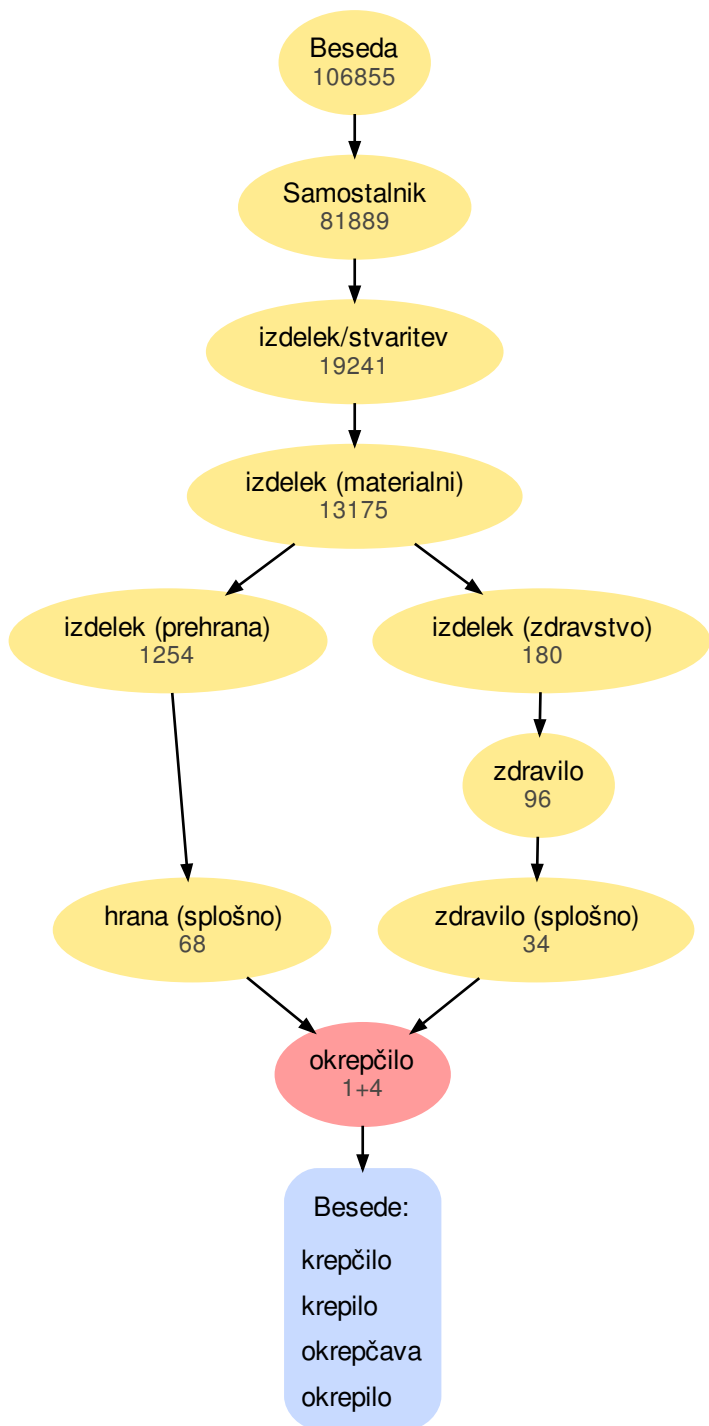 Beseda
106855
Samostalnik
81889
izdelek/stvaritev
19241
izdelek (materialni)
13175
izdelek (prehrana)
1254
izdelek (zdravstvo)
180
zdravilo
96
hrana (splošno)
68
zdravilo (splošno)
34
okrepčilo
1+4
Besede:
krepčilo
krepilo
okrepčava
okrepilo